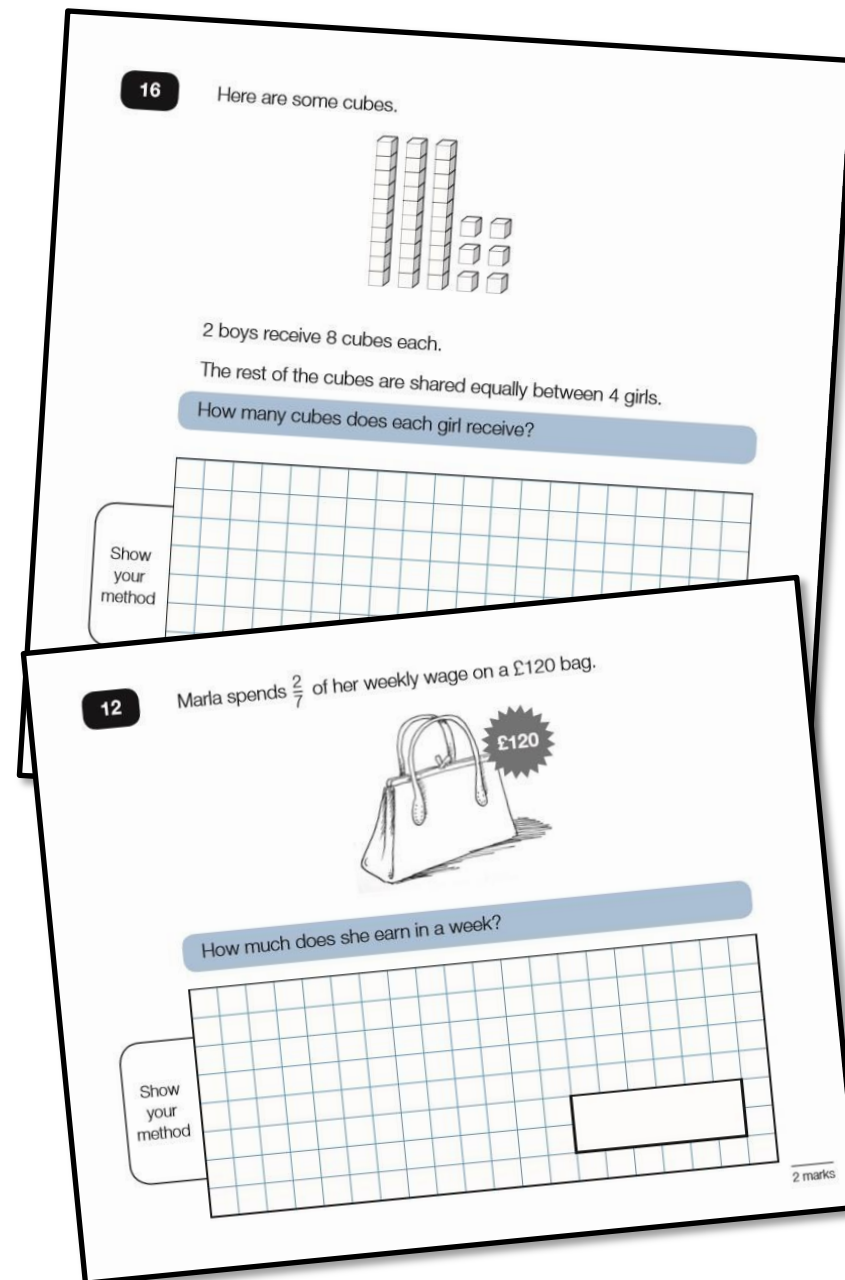 16
Here are some cubes.
2 boys receive 8 cubes each.
The rest of the cubes are shared equally between 4 girls.
How many cubes does each girl receive?
Show
your
method
12
Marla spends 2/7 of her weekly wage on a £120 bag.
£120
How much does she earn in a week?
Show
your
method
2 marks